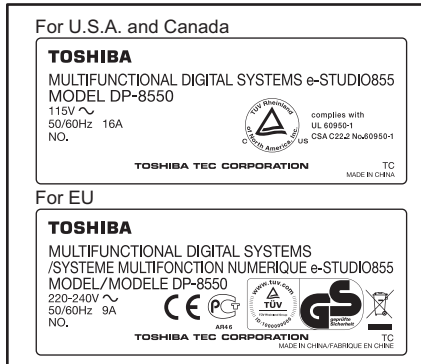 For U.S.A. and Canada
TOSHIBA
MULTIFUNCTIONAL DIGITAL SYSTEMS e-STUDIO855
MODEL DP-8550
115V ~
50/60Hz 16A
NO.
TÜV Rheinland
of North America, Inc.
C US
complies with
UL 60950-1
CSA C22.2 No.60950-1
TOSHIBA TEC CORPORATION TC
MADE IN CHINA
For EU
TOSHIBA
MULTIFUNCTIONAL DIGITAL SYSTEMS
/SYSTEME MULTIFONCTION NUMERIQUE e-STUDIO855
MODEL/MODELE DP-8550
220-240V ~
50/60Hz 9A
NO.
CE
AR46
www.tuv.com
TÜV
GS
geprüfte
Sicherheit
TOSHIBA TEC CORPORATION TC
MADE IN CHINA/FABRIQUE EN CHINE